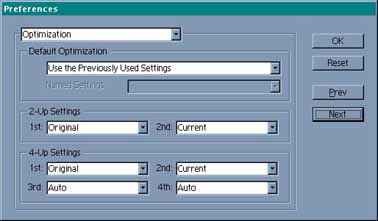 Preferences
Optimization
OK
Default Optimization
Reset
Use the Previously Used Settings
Named Settings:
Prev
Next
2-Up Settings
1st: Original 2nd: Current
4-Up Settings
1st: Original 2nd: Current
3rd: Auto 4th: Auto